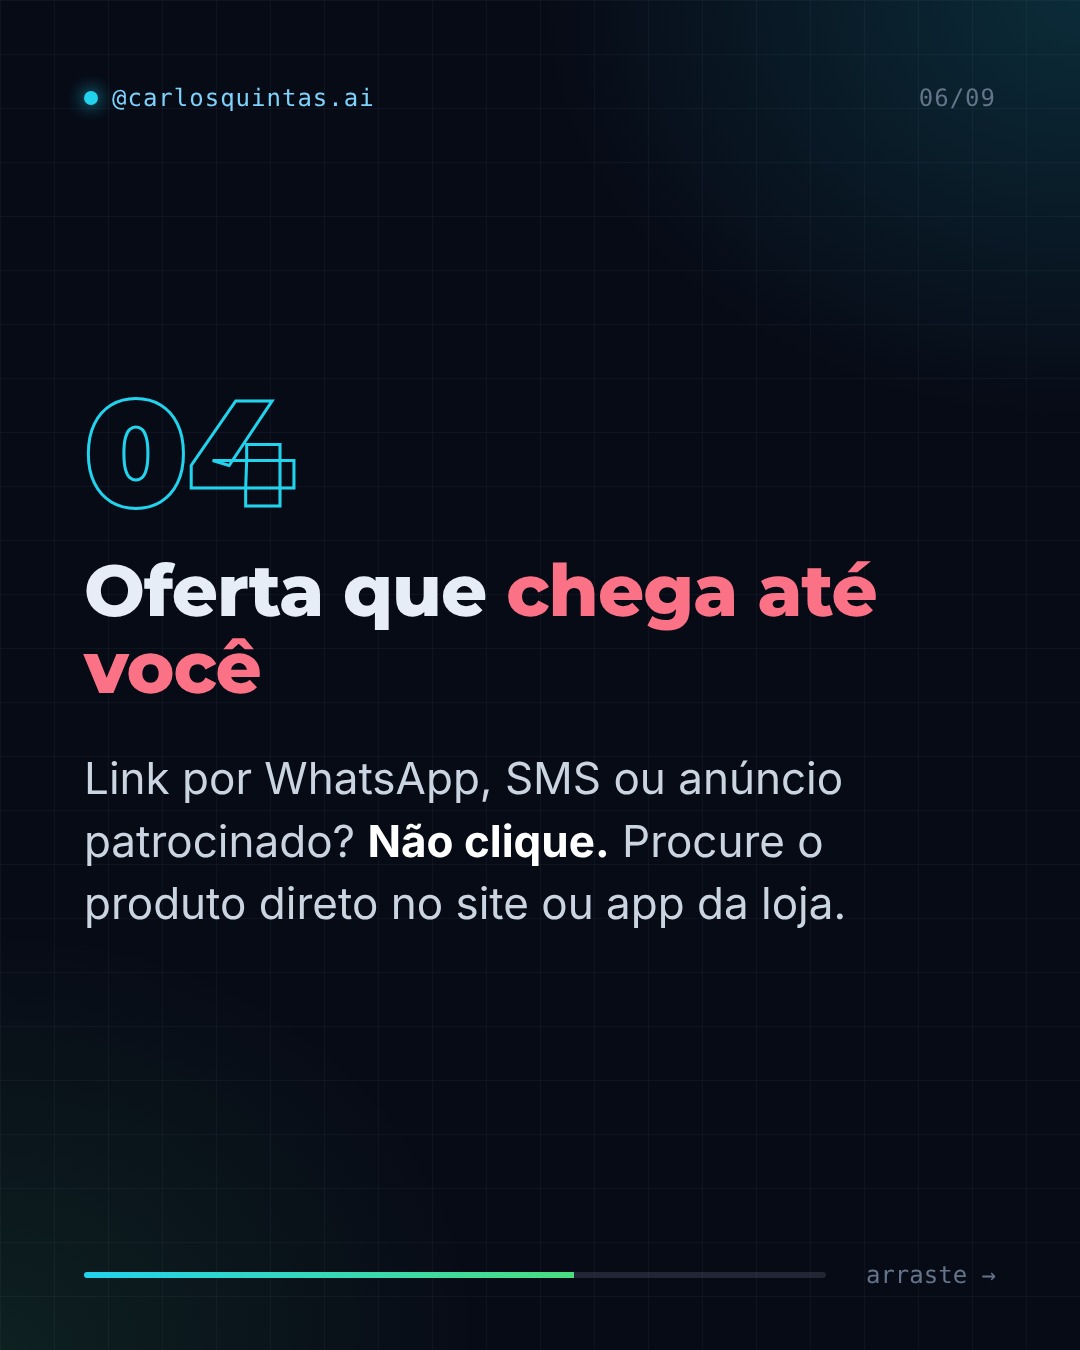 @carlosquintas.ai
06/09
04
Oferta que chega até
você
Link por WhatsApp, SMS ou anúncio
patrocinado? Não clique. Procure o
produto direto no site ou app da loja.
arraste →